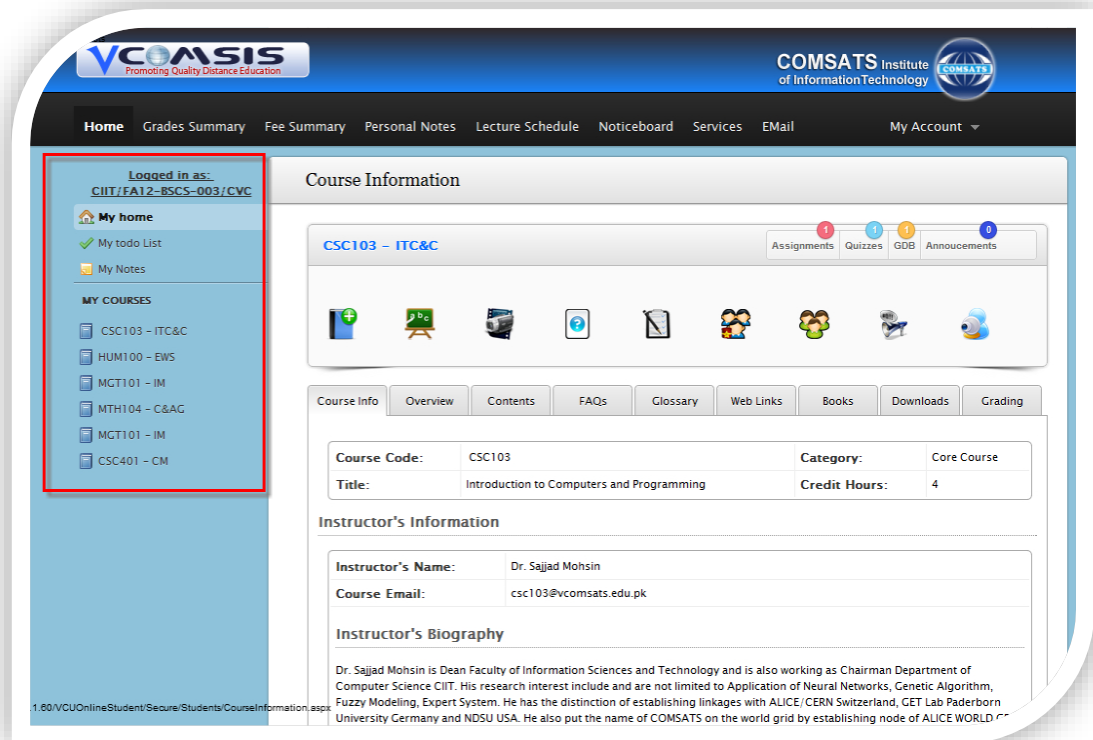 VCOMSIS
Promoting Quality Distance Education
COMSATS Institute
of Information Technology
COMSATS
Home Grades Summary Fee Summary Personal Notes Lecture Schedule Noticeboard Services EMail My Account
Logged in as:
CIIT/FA12-BSCS-003/CVC
My home
My todo List
My Notes
MY COURSES
CSC103 - ITC&C
HUM100 - EWS
MGT101 - IM
MTH104 - C&AG
MGT101 - IM
CSC401 - CM
Course Information
CSC103 - ITC&C
1 1 1 0
Assignments Quizzes GDB Annoucements
Course Info Overview Contents FAQs Glossary Web Links Books Downloads Grading
Course Code: CSC103 Category: Core Course
Title: Introduction to Computers and Programming Credit Hours: 4
Instructor's Information
Instructor's Name: Dr. Sajjad Mohsin
Course Email: csc103@vcomsats.edu.pk
Instructor's Biography
Dr. Sajjad Mohsin is Dean Faculty of Information Sciences and Technology and is also working as Chairman Department of
Computer Science CIIT. His research interest include and are not limited to Application of Neural Networks, Genetic Algorithm,
Fuzzy Modeling, Expert System. He has the distinction of establishing linkages with ALICE/CERN Switzerland, GET Lab Paderborn
University Germany and NDSU USA. He also put the name of COMSATS on the world grid by establishing node of ALICE WORLD
1.60/VCUOnlineStudent/Secure/Students/CourseInformation.aspx